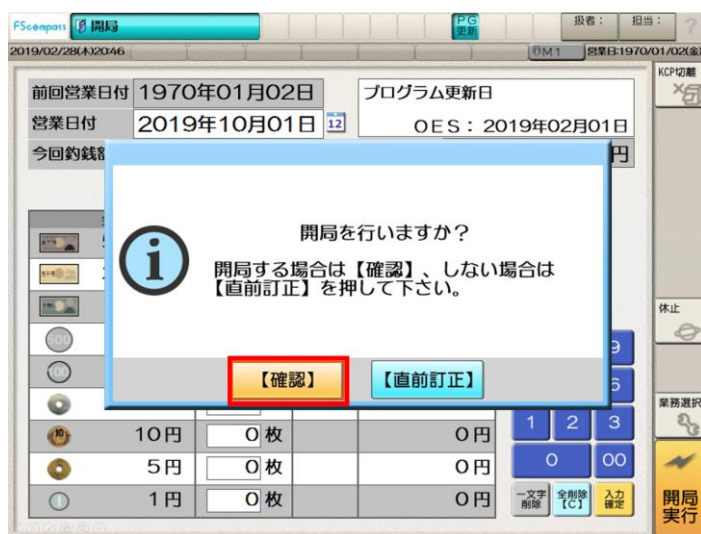 FScompass 開局
PG更新
扱者： 担当：
?
2019/02/28(木)20:46
0M1
営業日:1970/01/02(金)
KCP切離
前回営業日付 1970年01月02日
プログラム更新日
営業日付 2019年10月01日 12
OES：2019年02月01日
今回釣銭額
円
開局を行いますか？
開局する場合は【確認】、しない場合は
【直前訂正】を押して下さい。
【確認】 【直前訂正】
休止
500
9
100
6
業務選択
1 2 3
10円 0枚 0円
5円 0枚 0円
0 00
1円 0枚 0円
一文字削除 全削除【C】 入力確定
開局実行